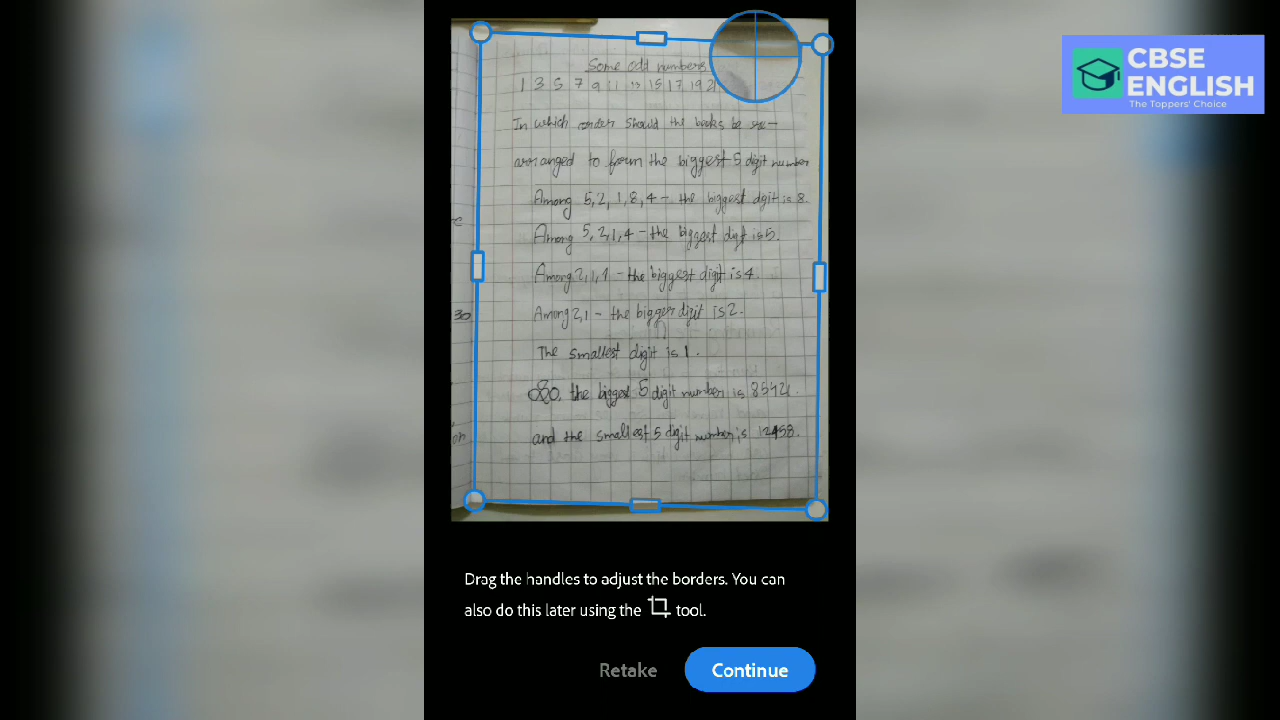 Some odd numbers
1 3 5 7 9 11 13 15 17 19 21
In which order should the books be re-
arranged to form the biggest 5 digit number
Among 5,2,1,8,4 - the biggest digit is 8.
Among 5,2,1,4 - the biggest digit is 5.
Among 2,1,4 - the biggest digit is 4.
Among 2,1 - the bigger digit is 2.
The smallest digit is 1.
So, the biggest 5 digit number is 85421.
and the smallest 5 digit number is 12458.
30
on
Drag the handles to adjust the borders. You can
also do this later using the tool.
Retake Continue
CBSE
ENGLISH
The Toppers' Choice